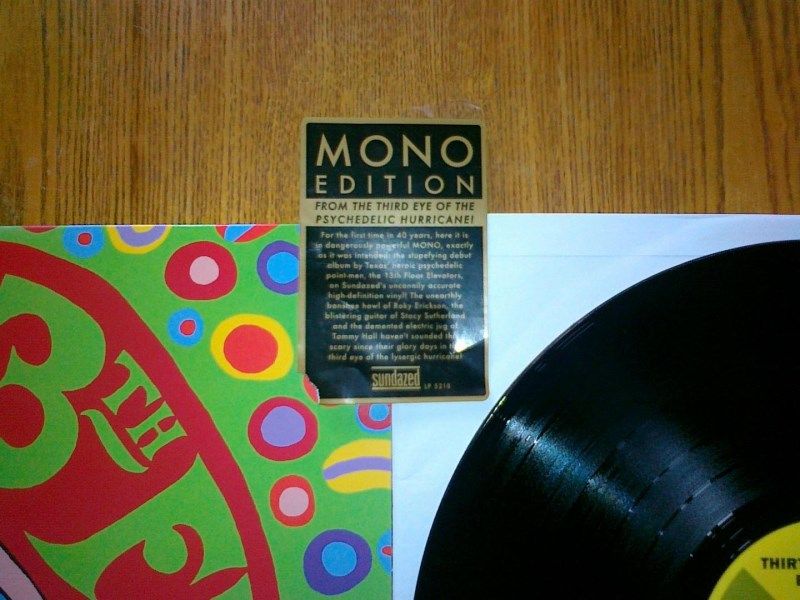 MONO
EDITION
FROM THE THIRD EYE OF THE
PSYCHEDELIC HURRICANE!
For the first time in 40 years, here it is
in dangerously powerful MONO, exactly
as it was intended: the stupefying debut
album by Texas' heroic psychedelic
point-men, the 13th Floor Elevators,
on Sundazed's uncannily accurate
high-definition vinyl! The unearthly
banshee howl of Roky Erickson, the
blistering guitar of Stacy Sutherland
and the demented electric jug of
Tommy Hall haven't sounded this
scary since their glory days in the
third eye of the lysergic hurricane!
sundazed LP 5210
3TH
F
THIRT